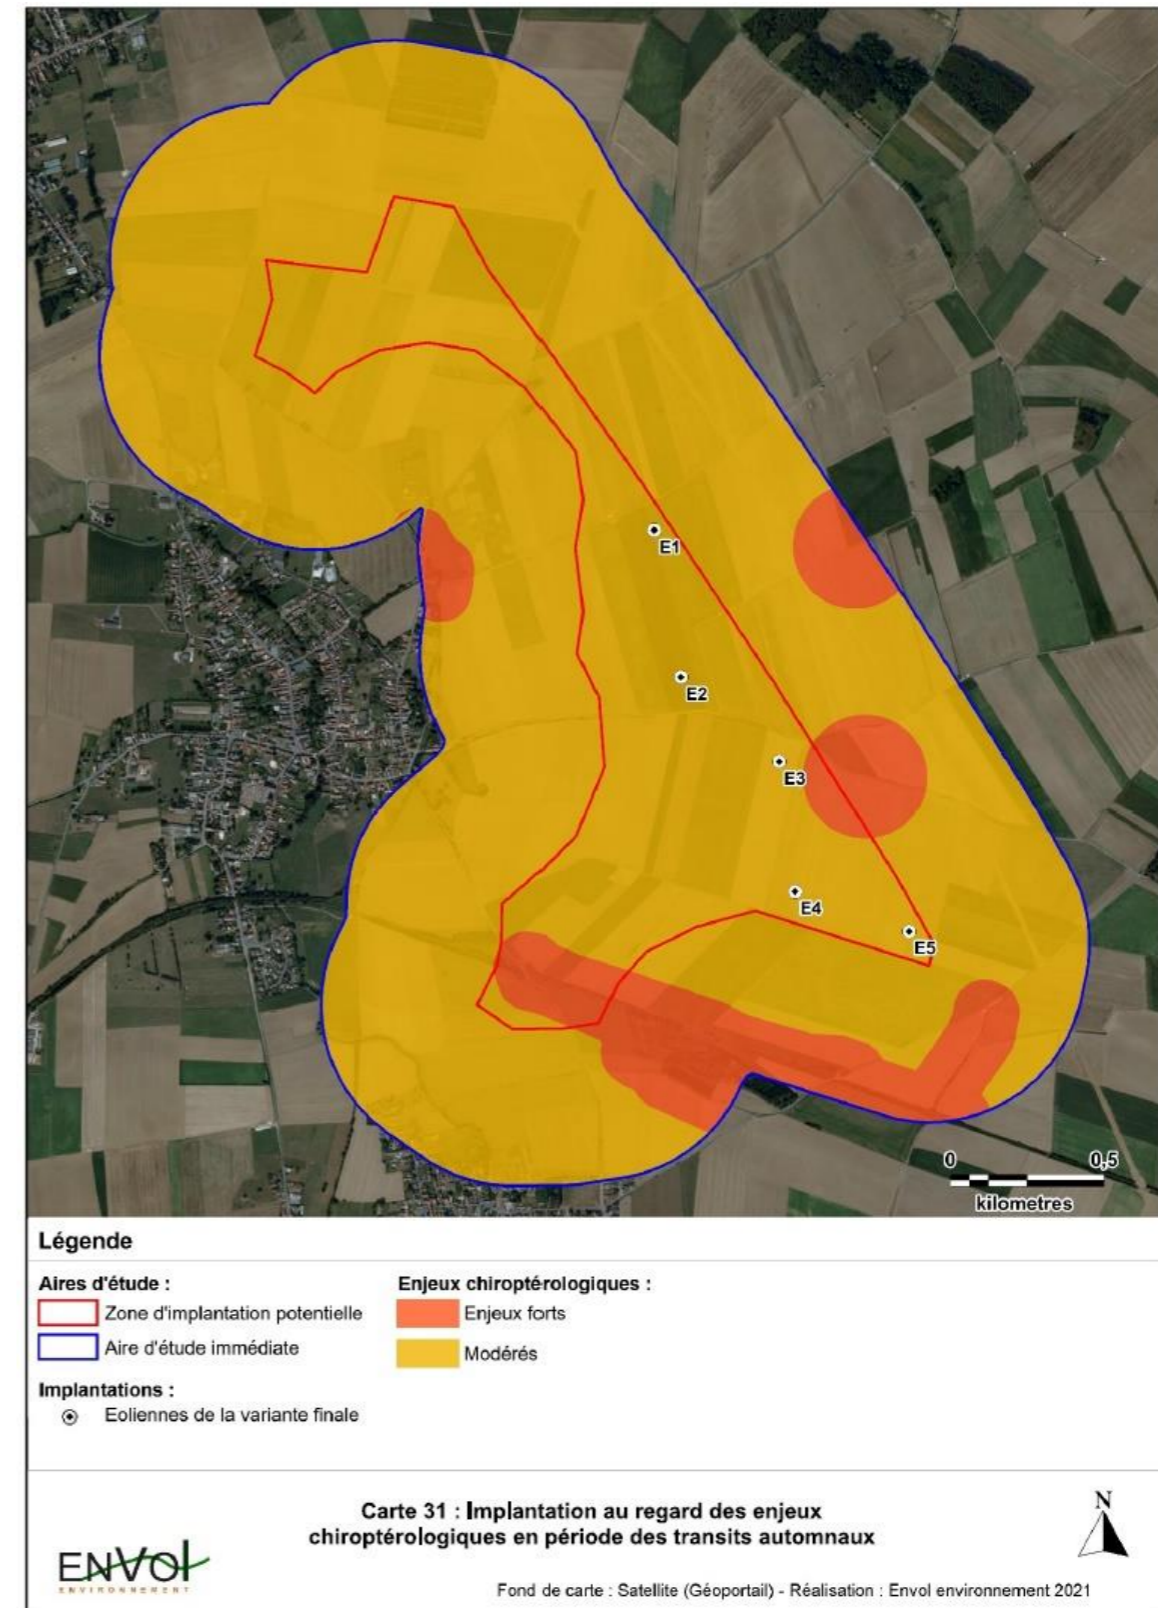 E1
E2
E3
E4
E5
0 0,5
kilometres
Légende
Aires d'étude :
Zone d'implantation potentielle
Aire d'étude immédiate
Implantations :
Eoliennes de la variante finale
Enjeux chiroptérologiques :
Enjeux forts
Modérés
Carte 31 : Implantation au regard des enjeux
chiroptérologiques en période des transits automnaux
N
ENVOl
ENVIRONNEMENT
Fond de carte : Satellite (Géoportail) - Réalisation : Envol environnement 2021